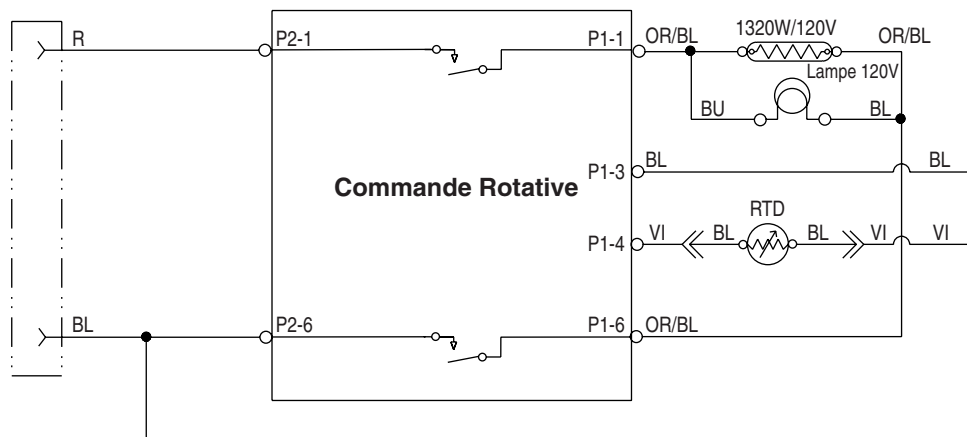 R P2-1 P1-1 OR/BL 1320W/120V OR/BL
Lampe 120V
BU BL
P1-3 BL BL
Commande Rotative
RTD
P1-4 VI BL BL VI VI
BL P2-6 P1-6 OR/BL